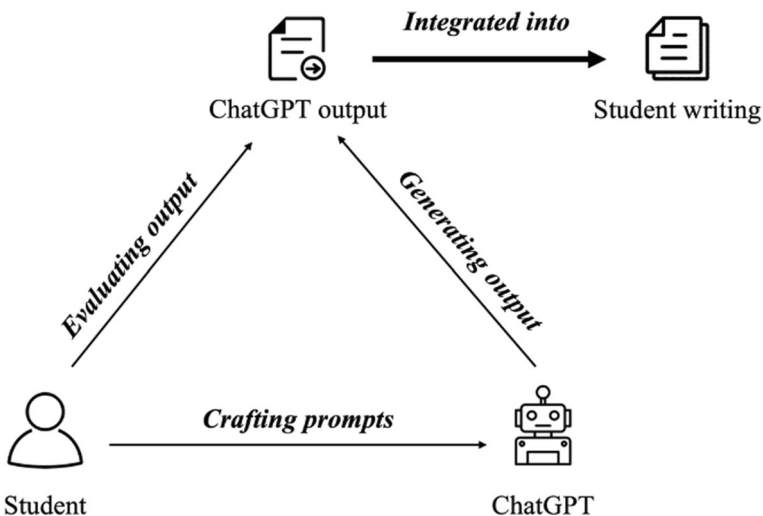 Integrated into
ChatGPT output
Student writing
Evaluating output
Generating output
Crafting prompts
Student
ChatGPT